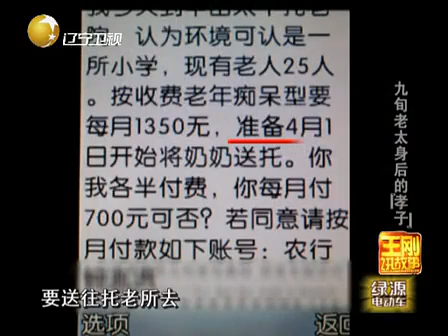 辽宁卫视
院，认为环境可认是一
所小学，现有老人25人
。按收费老年痴呆型要
每月1350元，准备4月1
日开始将奶奶送托。你
我各半付费，你每月付
700元可否？若同意请按
月付款如下账号：农行
要送往托老所去
选项
返回
九旬老太身后的“孝子”
王刚
讲故事
绿源
电动车